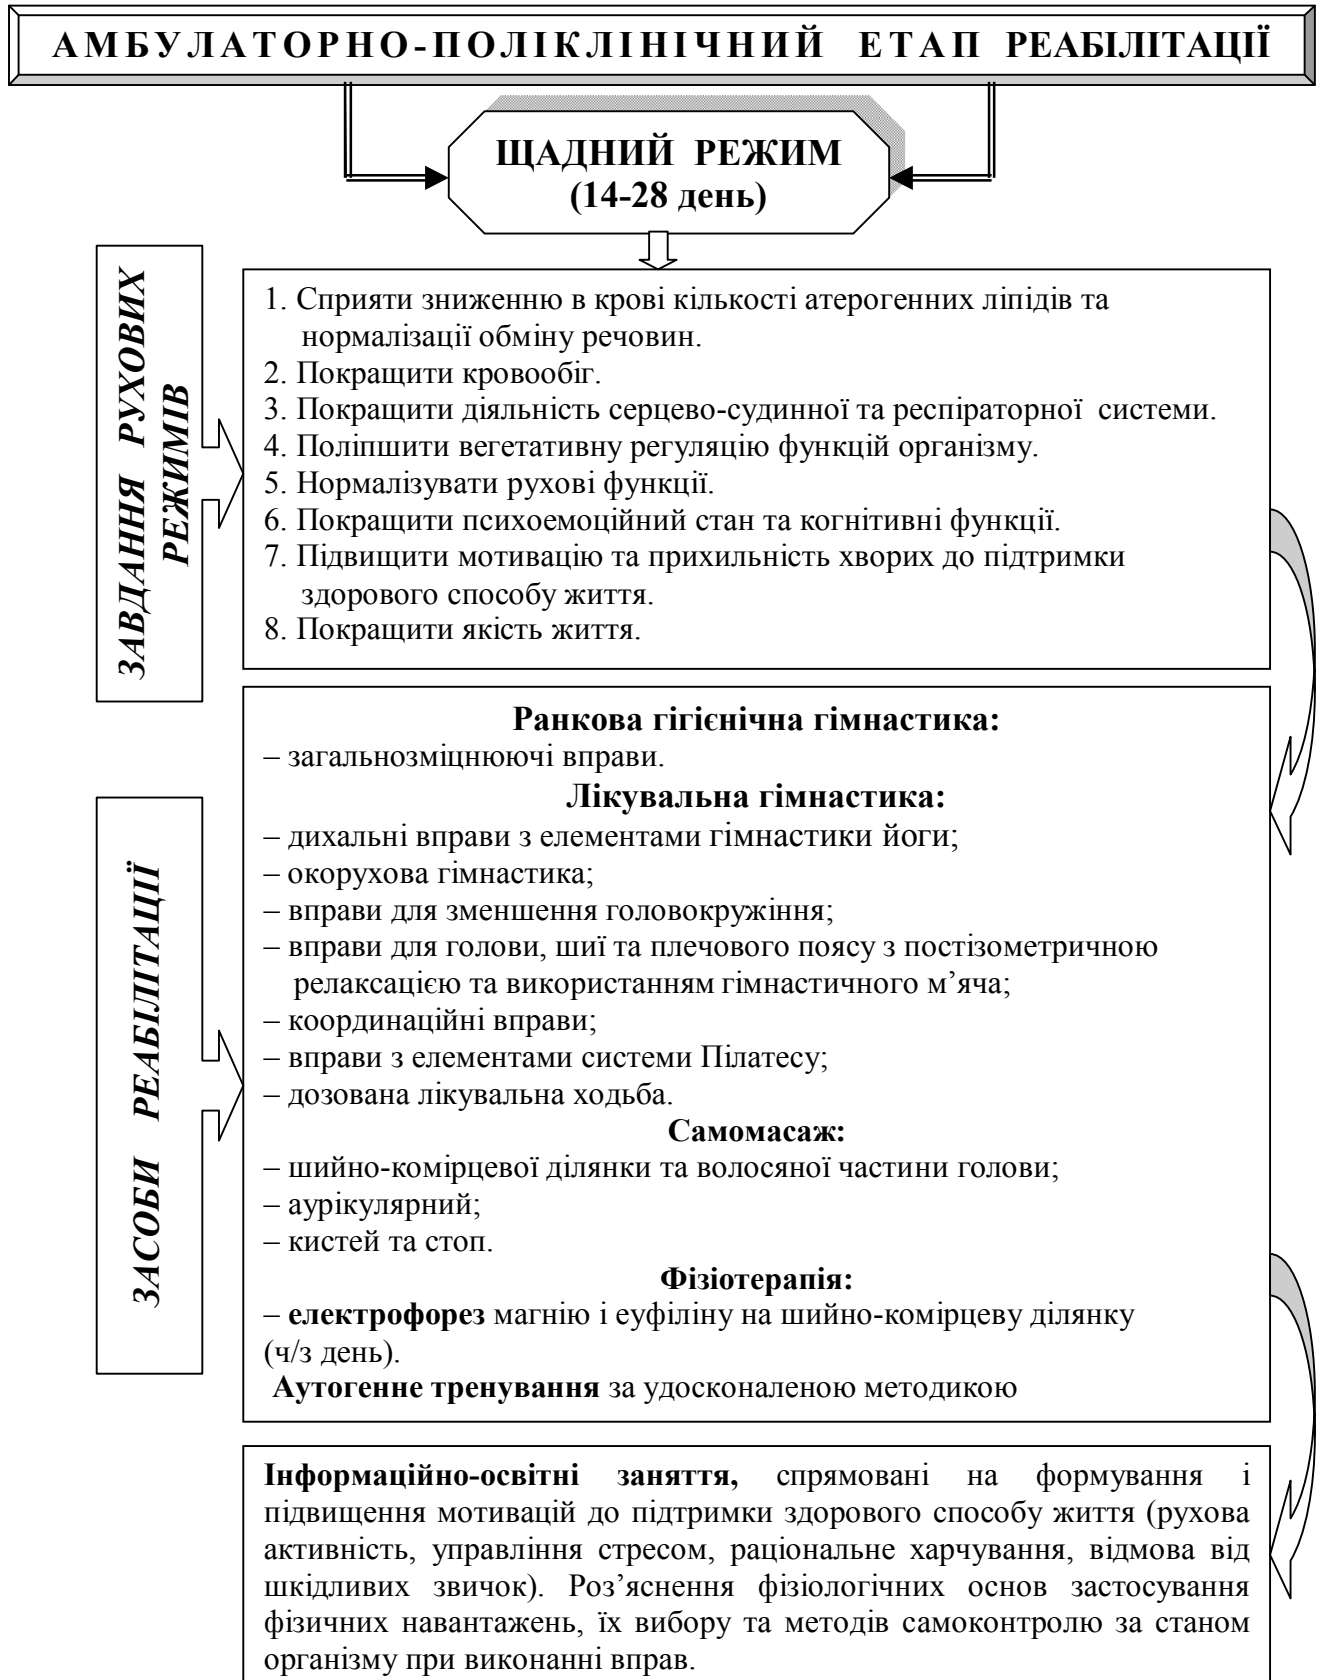 АМБУЛАТОРНО-ПОЛІКЛІНІЧНИЙ ЕТАП РЕАБІЛІТАЦІЇ
ЩАДНИЙ РЕЖИМ
(14-28 день)
ЗАВДАННЯ РУХОВИХ
РЕЖИМІВ
1. Сприяти зниженню в крові кількості атерогенних ліпідів та
нормалізації обміну речовин.
2. Покращити кровообіг.
3. Покращити діяльність серцево-судинної та респіраторної системи.
4. Поліпшити вегетативну регуляцію функцій організму.
5. Нормалізувати рухові функції.
6. Покращити психоемоційний стан та когнітивні функції.
7. Підвищити мотивацію та прихильність хворих до підтримки
здорового способу життя.
8. Покращити якість життя.
ЗАСОБИ РЕАБІЛІТАЦІЇ
Ранкова гігієнічна гімнастика:
– загальнозміцнюючі вправи.
Лікувальна гімнастика:
– дихальні вправи з елементами гімнастики йоги;
– окорухова гімнастика;
– вправи для зменшення головокружіння;
– вправи для голови, шиї та плечового поясу з постізометричною
релаксацією та використанням гімнастичного м’яча;
– координаційні вправи;
– вправи з елементами системи Пілатесу;
– дозована лікувальна ходьба.
Самомасаж:
– шийно-комірцевої ділянки та волосяної частини голови;
– аурікулярний;
– кистей та стоп.
Фізіотерапія:
– електрофорез магнію і еуфіліну на шийно-комірцеву ділянку
(ч/з день).
Аутогенне тренування за удосконаленою методикою
Інформаційно-освітні заняття, спрямовані на формування і
підвищення мотивацій до підтримки здорового способу життя (рухова
активність, управління стресом, раціональне харчування, відмова від
шкідливих звичок). Роз’яснення фізіологічних основ застосування
фізичних навантажень, їх вибору та методів самоконтролю за станом
організму при виконанні вправ.